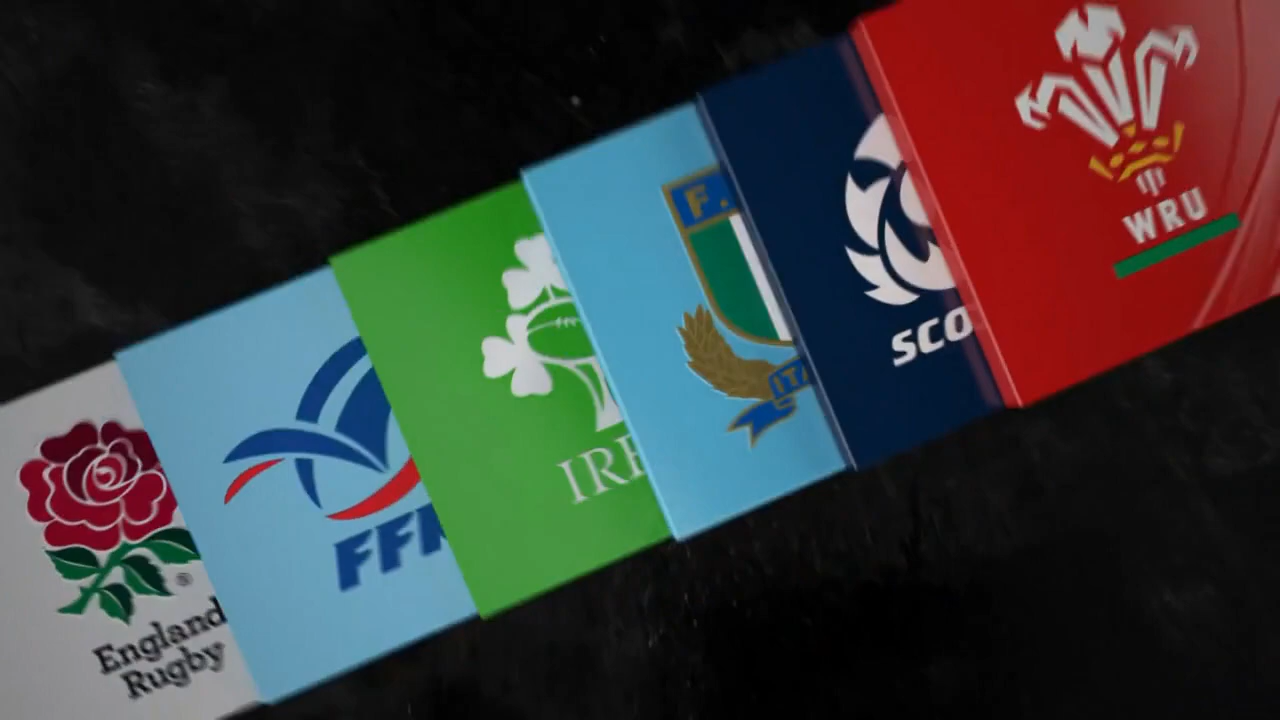 England
Rugby
®
FFR
IRE
F.
ITA
SCO
WRU